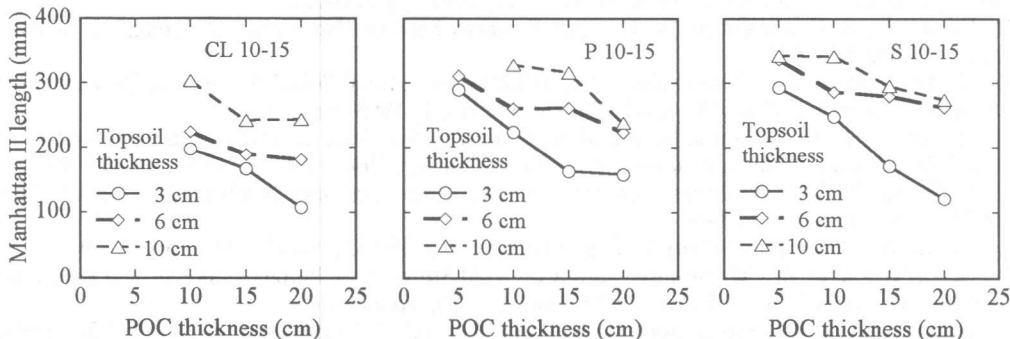 Manhattan II length (mm)
400
300
200
100
0
CL 10-15
Topsoil
thickness
3 cm
6 cm
10 cm
0 5 10 15 20 25
POC thickness (cm)
P 10-15
Topsoil
thickness
3 cm
6 cm
10 cm
0 5 10 15 20 25
POC thickness (cm)
S 10-15
Topsoil
thickness
3 cm
6 cm
10 cm
0 5 10 15 20 25
POC thickness (cm)